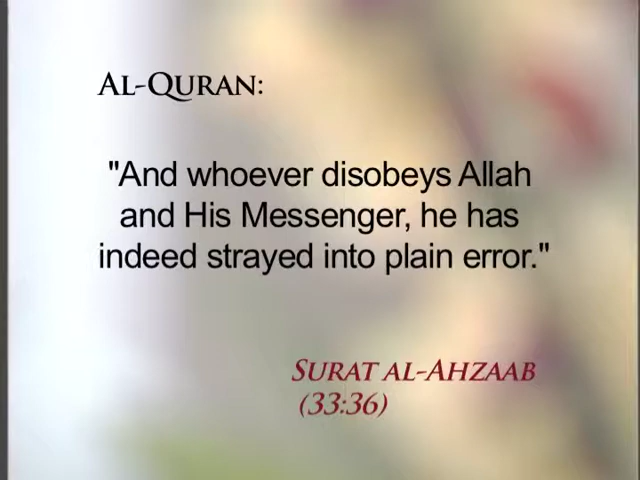 AL-QURAN:
"And whoever disobeys Allah
and His Messenger, he has
indeed strayed into plain error."
SURAT AL-AHZAAB
(33:36)